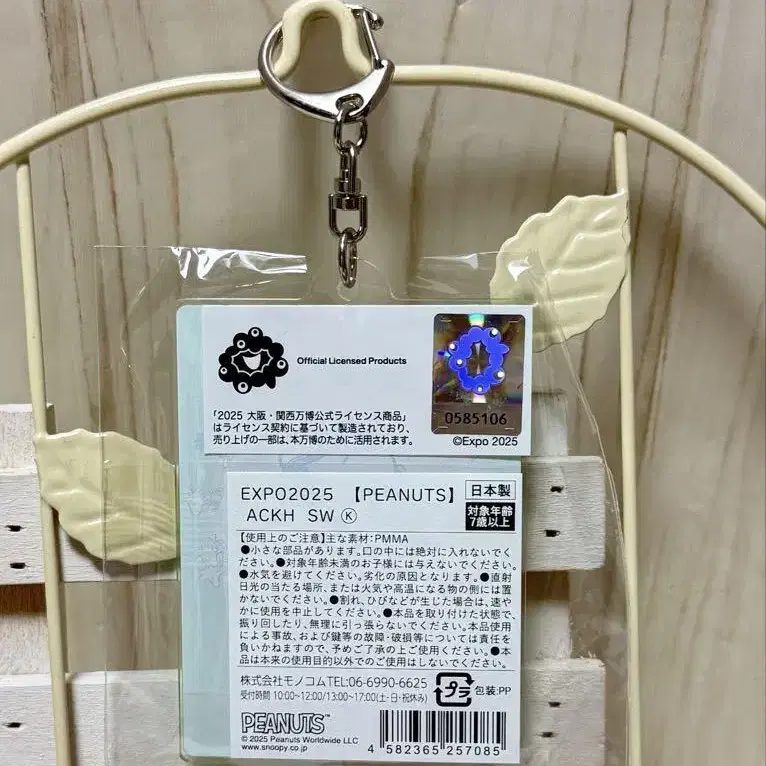 Official Licensed Products
0585106
「2025 大阪・関西万博公式ライセンス商品」
はライセンス契約に基づいて製造されており、
売り上げの一部は、本万博のために活用されます。
©Expo 2025
EXPO2025 【PEANUTS】
日本製
ACKH SW Ⓚ
対象年齢
7歳以上
【使用上のご注意】主な素材:PMMA
●小さな部品があります。口の中には絶対に入れないでく
ださい。●対象年齢未満のお子様には与えないでください。
●水気を避けてください。劣化の原因となります。●直射
日光の当たる場所、または火気や高温になる物の側には置
かないでください。●割れ、ひびなどが生じた場合は、速や
かに使用を中止してください。●本品を取り付けた状態で、
振り回したり、無理に引っ張らないでください。本品使用
による事故、および鍵等の故障・破損等については責任を
負いかねますので、予めご了承の上ご使用ください。●本
品は本来の使用目的以外でのご使用はしないでください。
株式会社モノコムTEL:06-6990-6625
受付時間 10:00~12:00/13:00~17:00(土・日・祝休み)
プラ
包装:PP
PEANUTS™
© 2025 Peanuts Worldwide LLC
www.snoopy.co.jp
4 582365 257085